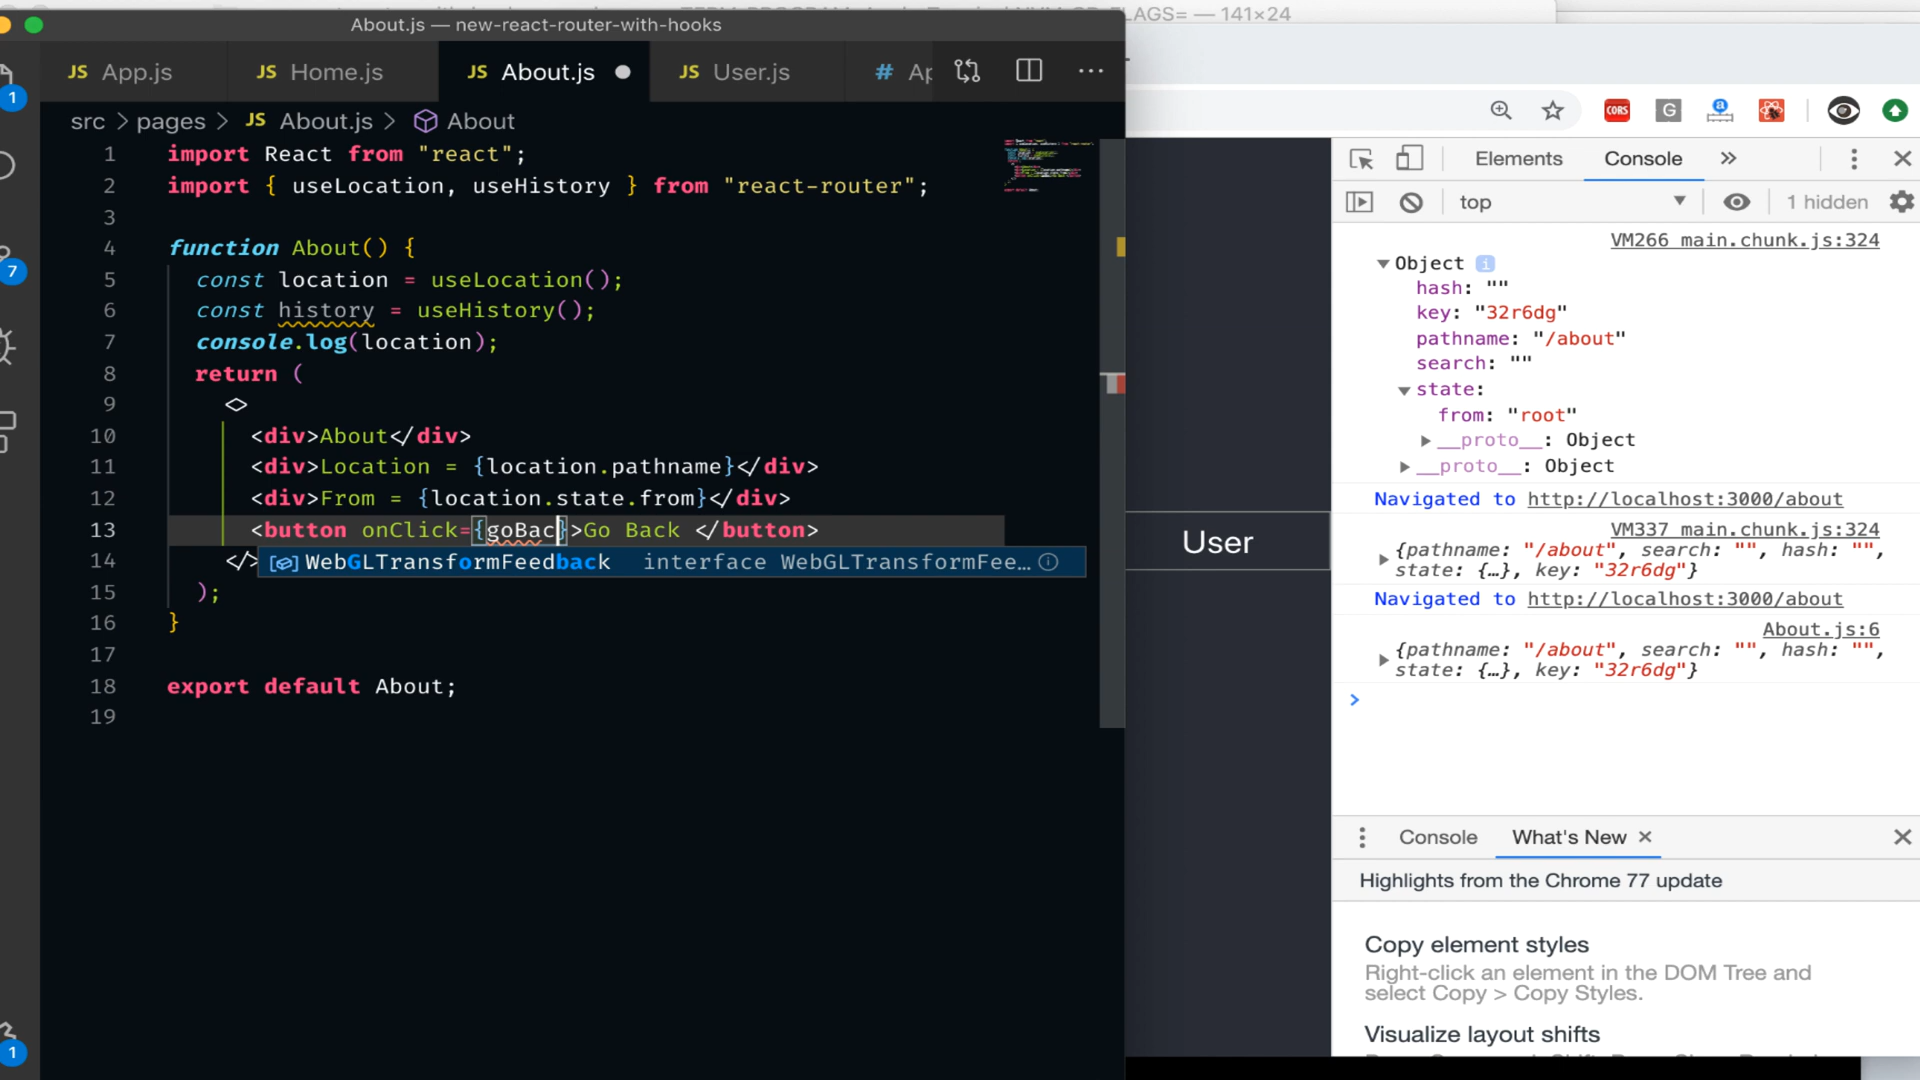 FLAGS= — 141×24
About.js — new-react-router-with-hooks
JS App.js
JS Home.js
JS About.js
JS User.js
# Ap
src > pages > JS About.js > About
1 import React from "react";
2 import { useLocation, useHistory } from "react-router";
3
4 function About() {
5 const location = useLocation();
6 const history = useHistory();
7 console.log(location);
8 return (
9 <>
10 <div>About</div>
11 <div>Location = {location.pathname}</div>
12 <div>From = {location.state.from}</div>
13 <button onClick={goBac}>Go Back </button>
14 </>
WebGLTransformFeedback interface WebGLTransformFee…
15 );
16 }
17
18 export default About;
19
1
7
1
User
CORS
G
a
Elements
Console
top
1 hidden
VM266 main.chunk.js:324
▼Object i
hash: ""
key: "32r6dg"
pathname: "/about"
search: ""
▼state:
from: "root"
▶__proto__: Object
▶__proto__: Object
Navigated to http://localhost:3000/about
VM337 main.chunk.js:324
{pathname: "/about", search: "", hash: "",
state: {…}, key: "32r6dg"}
Navigated to http://localhost:3000/about
About.js:6
{pathname: "/about", search: "", hash: "",
state: {…}, key: "32r6dg"}
Console
What's New
Highlights from the Chrome 77 update
Copy element styles
Right-click an element in the DOM Tree and
select Copy > Copy Styles.
Visualize layout shifts